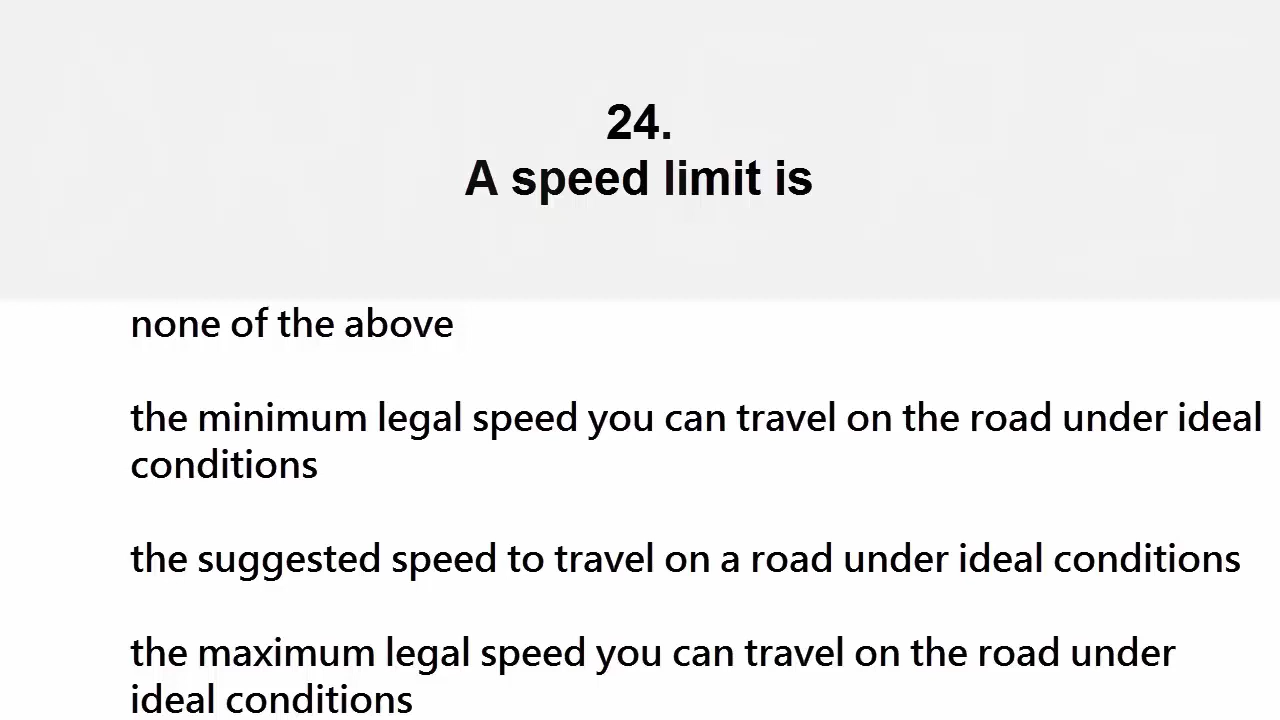 24.
A speed limit is
none of the above
the minimum legal speed you can travel on the road under ideal
conditions
the suggested speed to travel on a road under ideal conditions
the maximum legal speed you can travel on the road under
ideal conditions